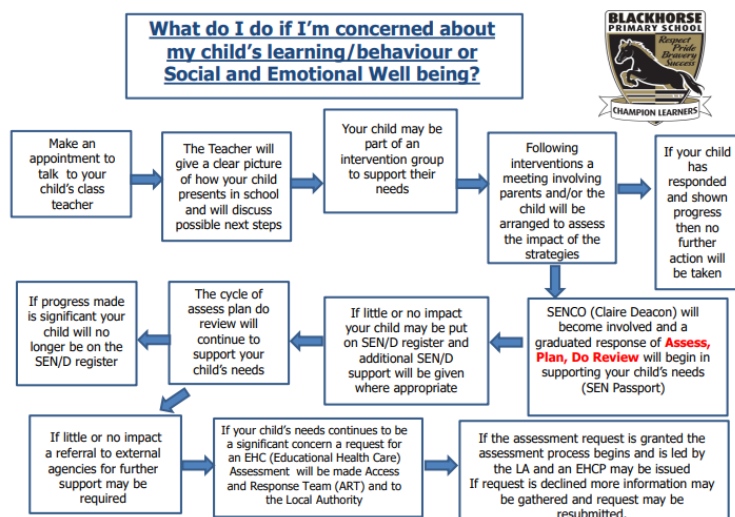 What do I do if I'm concerned about
my child's learning/behaviour or
Social and Emotional Well being?
BLACKHORSE
PRIMARY SCHOOL
Respect
Pride
Bravery
Success
CHAMPION LEARNERS
Make an
appointment to
talk to your
child's class
teacher
The Teacher will
give a clear picture
of how your child
presents in school
and will discuss
possible next steps
Your child may be
part of an
intervention group
to support their
needs
Following
interventions a
meeting involving
parents and/or the
child will be
arranged to assess
the impact of the
strategies
If your child
has
responded
and shown
progress
then no
further
action will
be taken
SENCO (Claire Deacon) will
become involved and a
graduated response of Assess,
Plan, Do Review will begin in
supporting your child's needs
(SEN Passport)
If little or no impact
your child may be put
on SEN/D register and
additional SEN/D
support will be given
where appropriate
The cycle of
assess plan do
review will
continue to
support your
child's needs
If progress made
is significant your
child will no
longer be on the
SEN/D register
If little or no impact
a referral to external
agencies for further
support may be
required
If your child's needs continues to be
a significant concern a request for
an EHC (Educational Health Care)
Assessment will be made Access
and Response Team (ART) and to
the Local Authority
If the assessment request is granted the
assessment process begins and is led by
the LA and an EHCP may be issued
If request is declined more information may
be gathered and request may be
resubmitted.